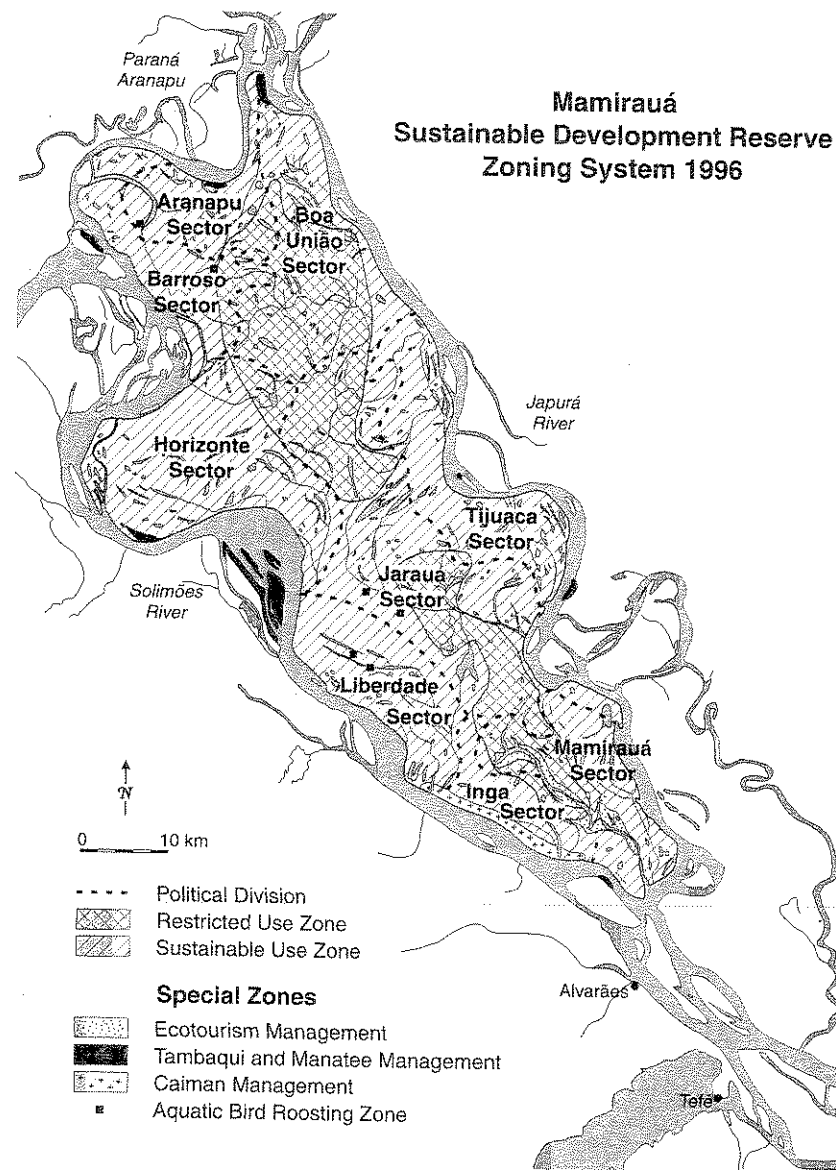 Paraná
Aranapu
Mamirauá
Sustainable Development Reserve
Zoning System 1996
Aranapu
Sector
Boa
União
Sector
Barroso
Sector
Japurá
River
Horizonte
Sector
Tijuaca
Sector
Solimões
River
Jaraua
Sector
Liberdade
Sector
Mamirauá
Sector
Inga
Sector
N
0 10 km
Political Division
Restricted Use Zone
Sustainable Use Zone
Special Zones
Ecotourism Management
Tambaqui and Manatee Management
Caiman Management
Aquatic Bird Roosting Zone
Alvarães
Tefé